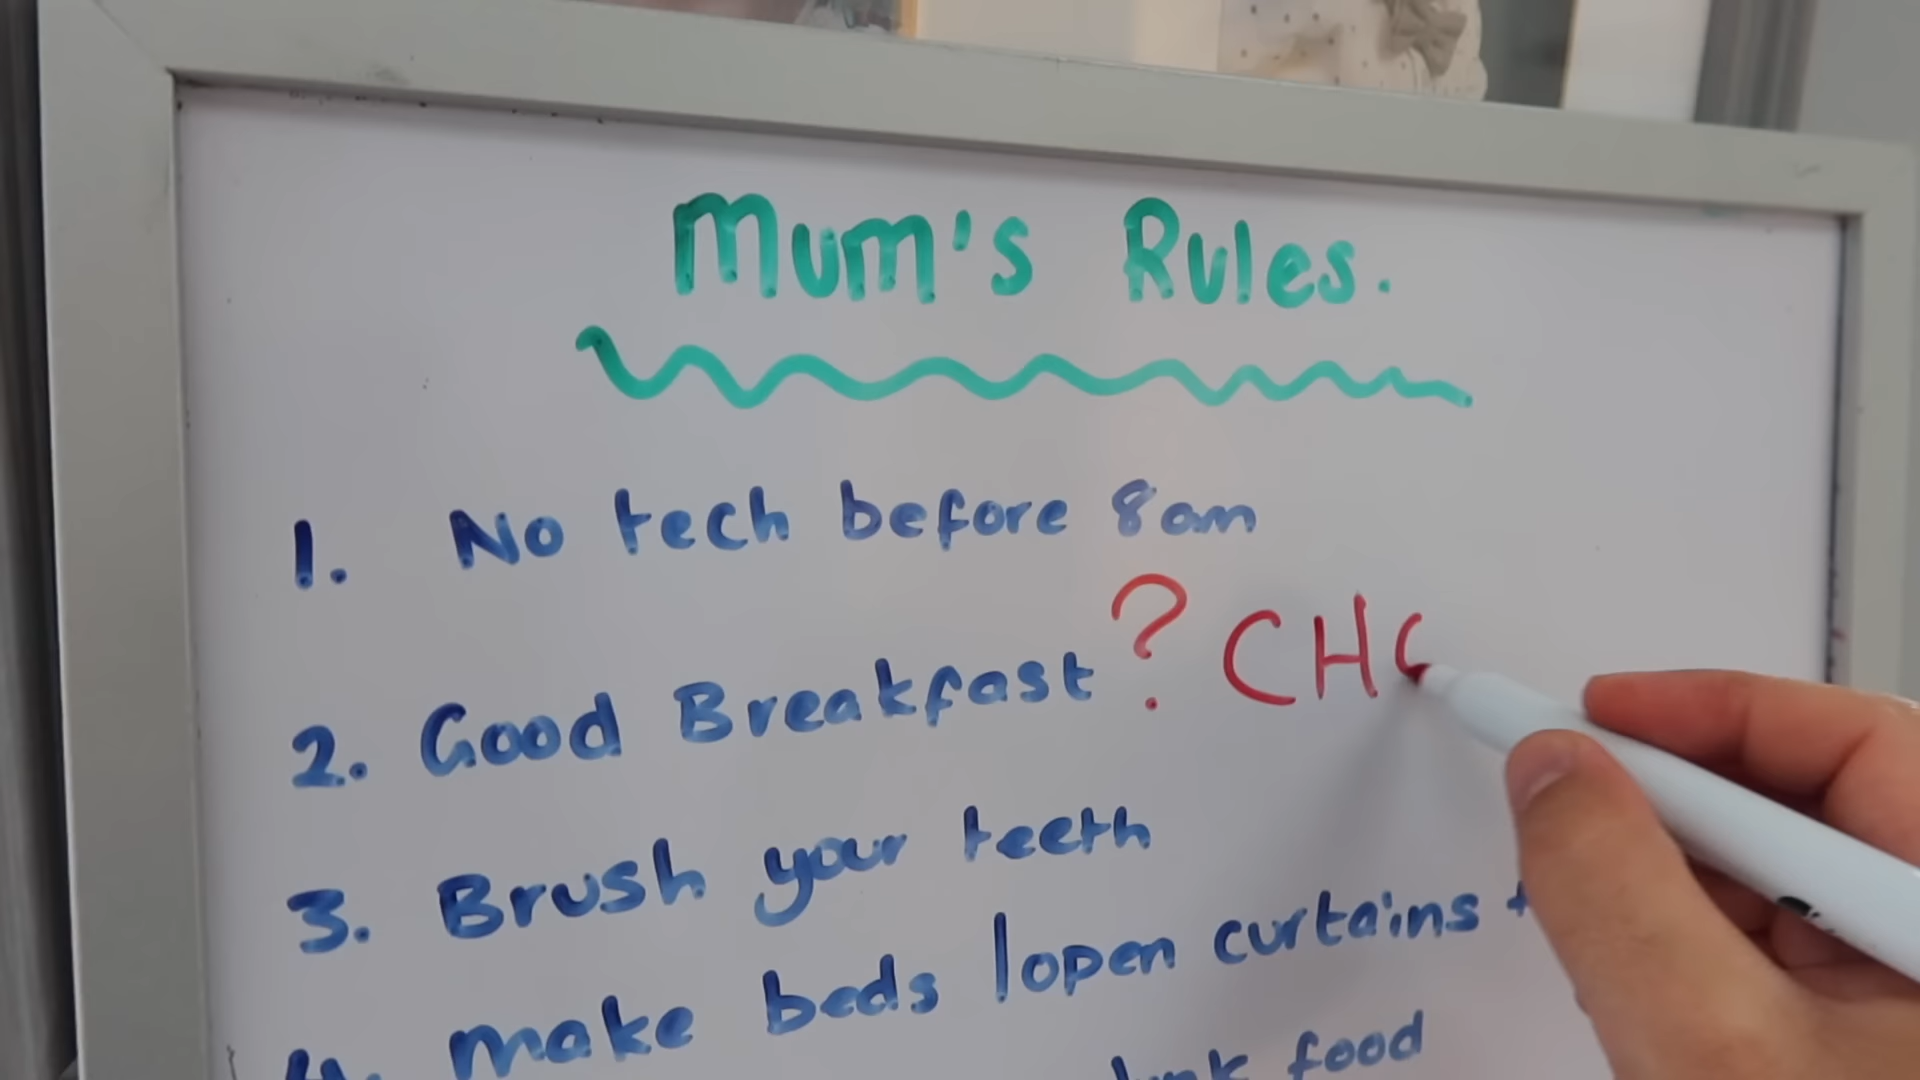 Mum's Rules.
1. No tech before 8am
2. Good Breakfast ? CH
3. Brush your teeth
4. make beds / open curtains
food